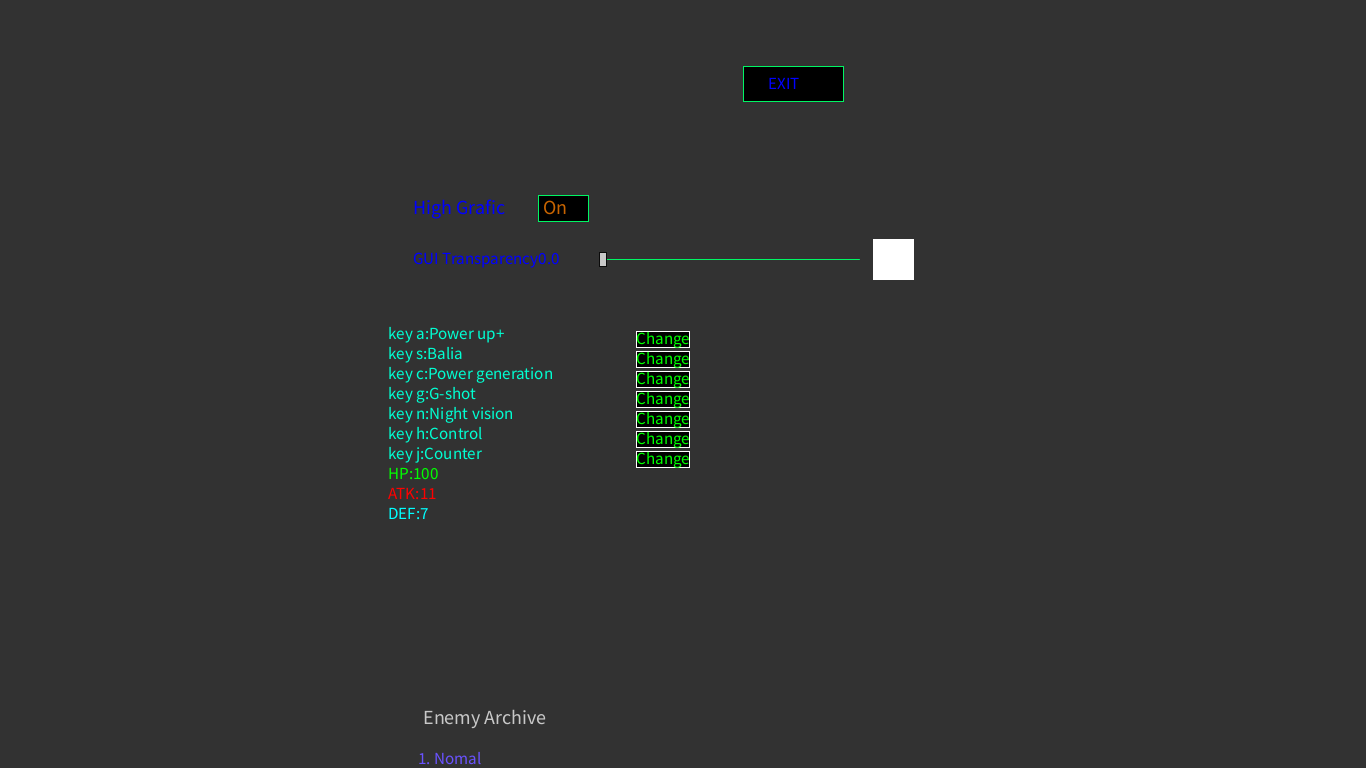 EXIT
High Grafic On
GUI Transparency0.0
key a:Power up+ Change
key s:Balia Change
key c:Power generation Change
key g:G-shot Change
key n:Night vision Change
key h:Control Change
key j:Counter Change
HP:100
ATK:11
DEF:7
Enemy Archive
1. Nomal